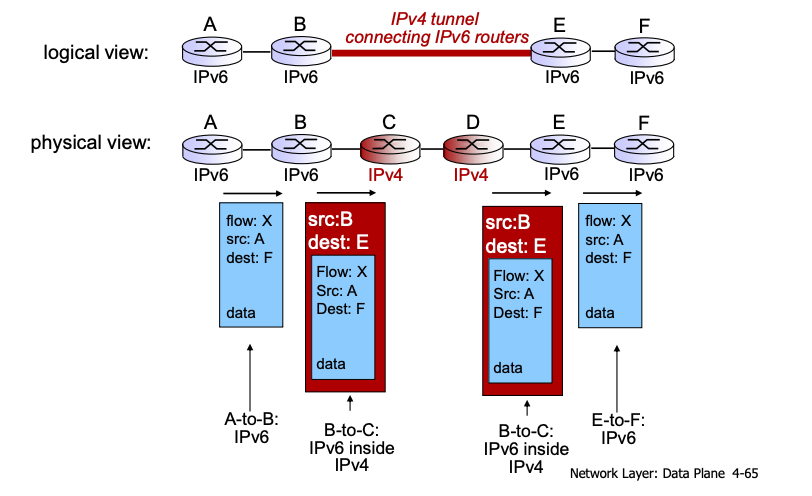 IPv4 tunnel
connecting IPv6 routers
A
B
E
F
logical view:
IPv6
IPv6
IPv6
IPv6
A
B
C
D
E
F
physical view:
IPv6
IPv6
IPv4
IPv4
IPv6
IPv6
flow: X
src: A
dest: F
data
src:B
dest: E
Flow: X
Src: A
Dest: F
data
src:B
dest: E
Flow: X
Src: A
Dest: F
data
flow: X
src: A
dest: F
data
A-to-B:
IPv6
B-to-C:
IPv6 inside
IPv4
B-to-C:
IPv6 inside
IPv4
E-to-F:
IPv6
Network Layer: Data Plane 4-65